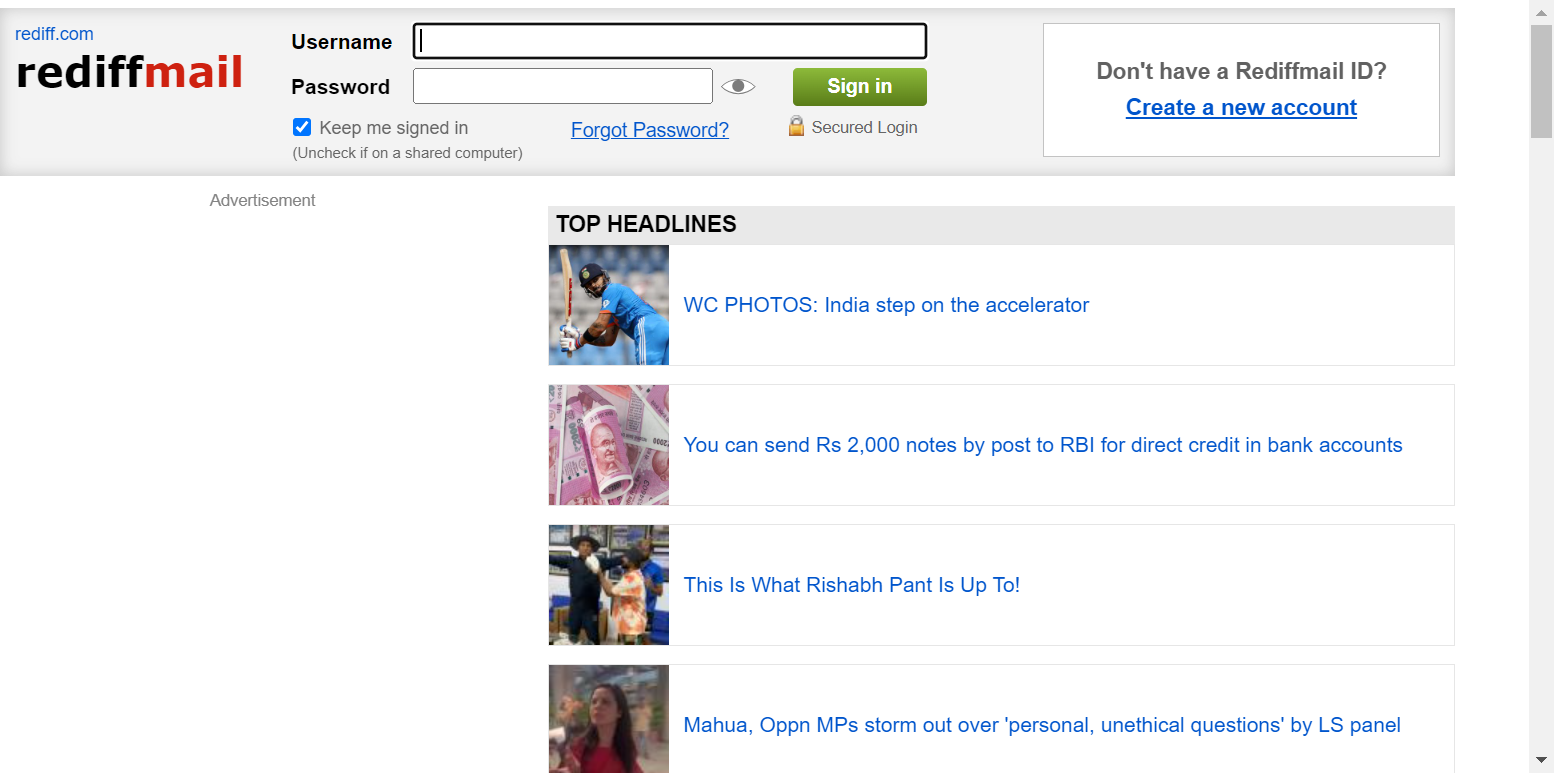 rediff.com
rediffmail
Username
Password
Sign in
Keep me signed in
(Uncheck if on a shared computer)
Forgot Password?
Secured Login
Don't have a Rediffmail ID?
Create a new account
Advertisement
TOP HEADLINES
WC PHOTOS: India step on the accelerator
You can send Rs 2,000 notes by post to RBI for direct credit in bank accounts
This Is What Rishabh Pant Is Up To!
Mahua, Oppn MPs storm out over 'personal, unethical questions' by LS panel